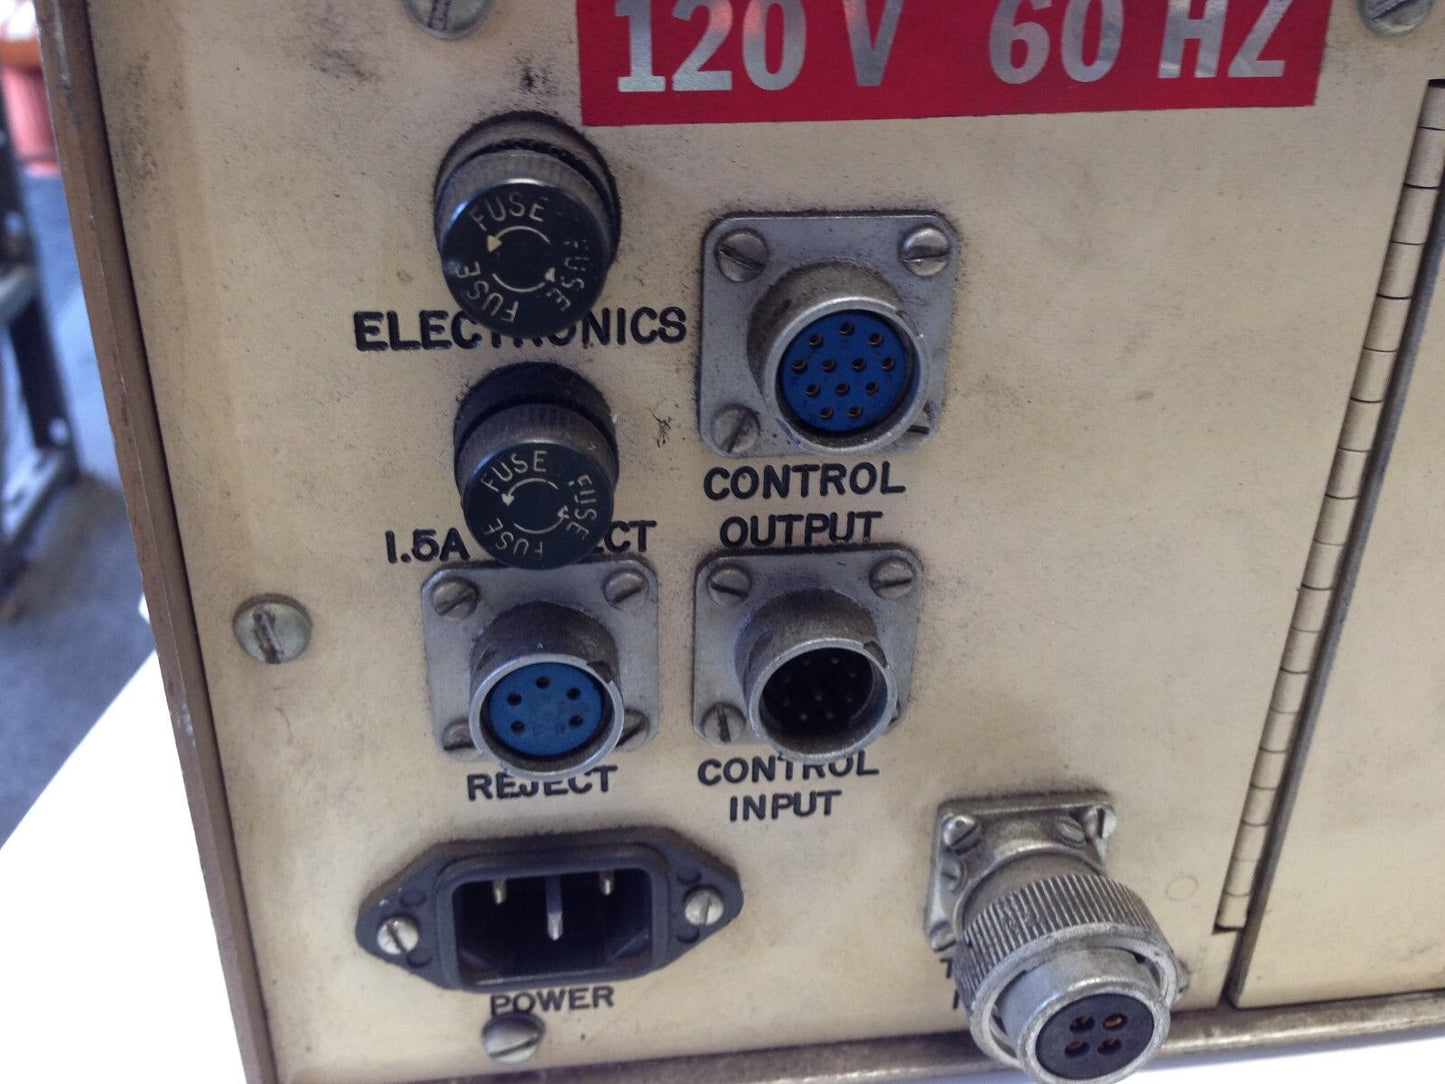 120 V 60 HZ
FUSE FUSE FUSE
ELECTRONICS
FUSE FUSE FUSE
1.5A
CONTROL
OUTPUT
REJECT
CONTROL
INPUT
POWER